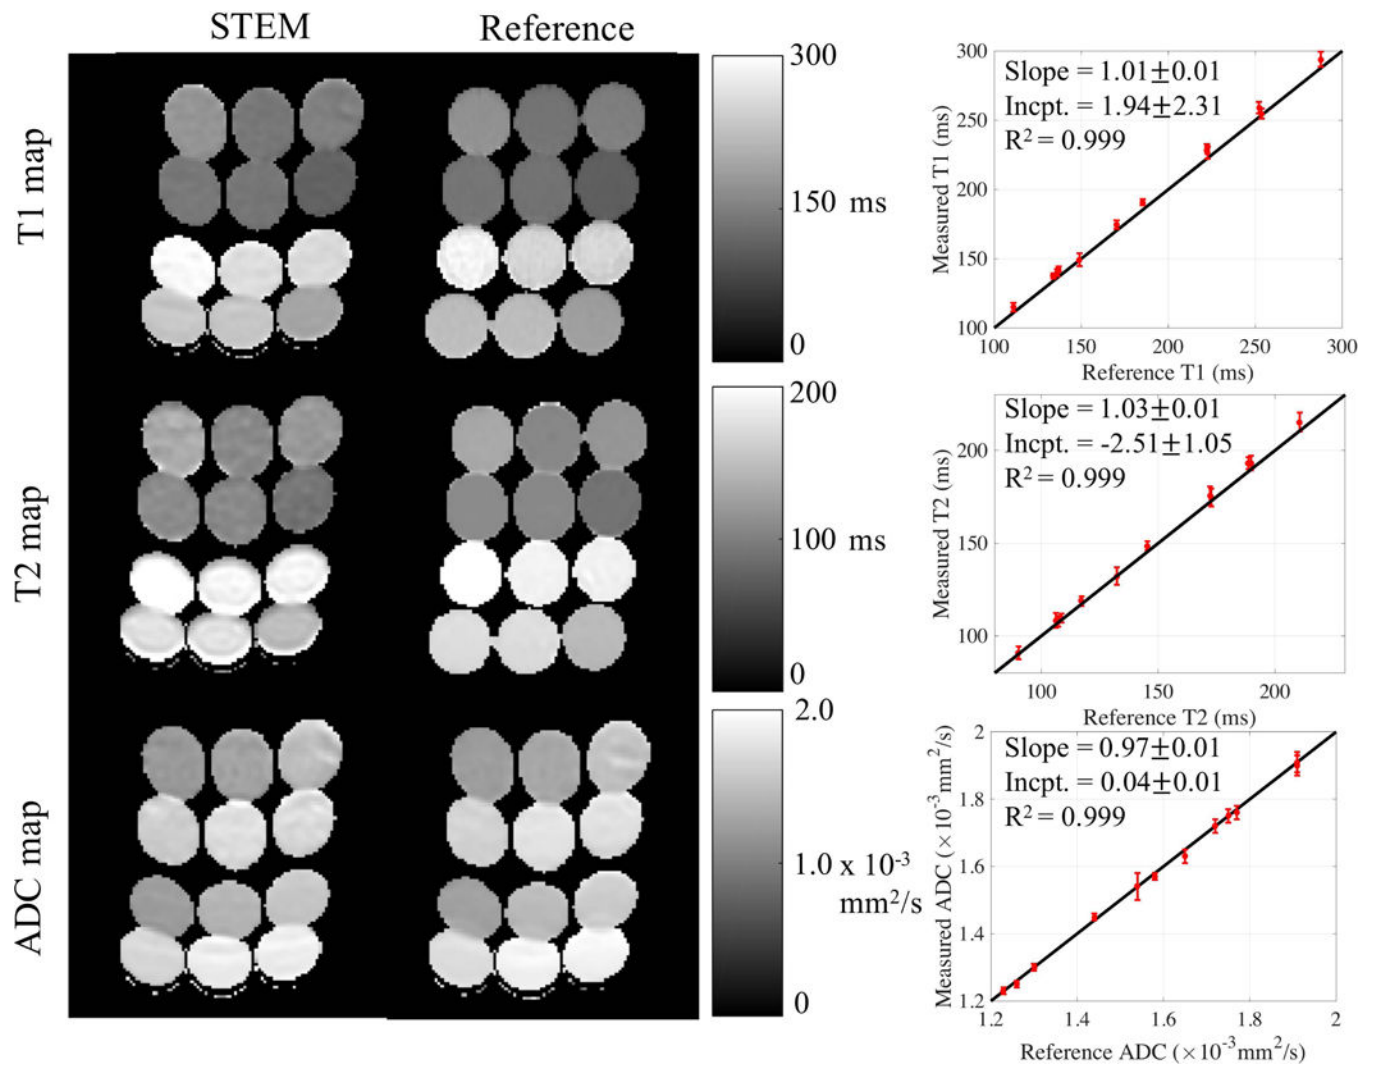 STEM
Reference
T1 map
300
150 ms
0
T2 map
200
100 ms
0
ADC map
2.0
1.0 x 10-3
mm2/s
0
Slope = 1.01±0.01
Incpt. = 1.94±2.31
R2 = 0.999
Measured T1 (ms)
300
250
200
150
100
100 150 200 250 300
Reference T1 (ms)
Slope = 1.03±0.01
Incpt. = -2.51±1.05
R2 = 0.999
Measured T2 (ms)
200
150
100
100 150 200
Reference T2 (ms)
Slope = 0.97±0.01
Incpt. = 0.04±0.01
R2 = 0.999
Measured ADC (×10-3mm2/s)
2
1.8
1.6
1.4
1.2
1.2 1.4 1.6 1.8 2
Reference ADC (×10-3mm2/s)